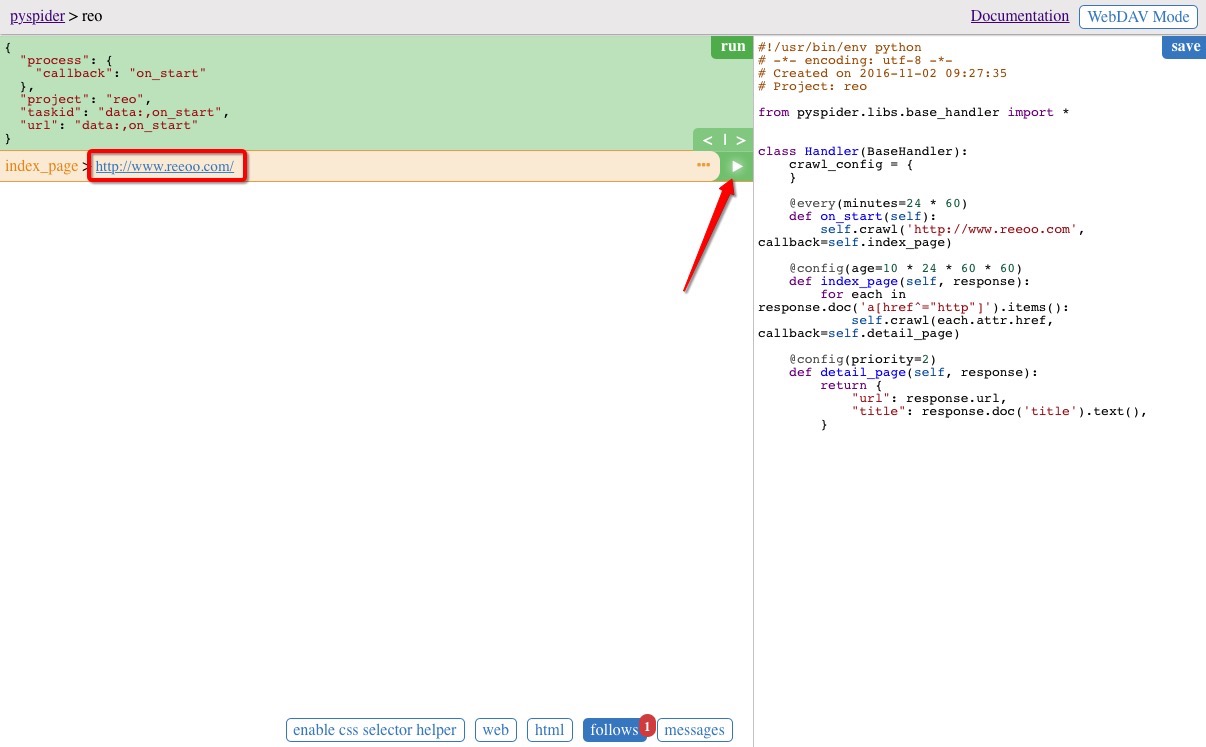 pyspider > reo
Documentation
WebDAV Mode
{
  "process": {
    "callback": "on_start"
  },
  "project": "reo",
  "taskid": "data:,on_start",
  "url": "data:,on_start"
}
run
< | >
index_page > http://www.reeoo.com/
•••
save
#!/usr/bin/env python
# -*- encoding: utf-8 -*-
# Created on 2016-11-02 09:27:35
# Project: reo
from pyspider.libs.base_handler import *
class Handler(BaseHandler):
    crawl_config = {
    }
    @every(minutes=24 * 60)
    def on_start(self):
        self.crawl('http://www.reeoo.com',
callback=self.index_page)
    @config(age=10 * 24 * 60 * 60)
    def index_page(self, response):
        for each in
response.doc('a[href^="http"]').items():
            self.crawl(each.attr.href,
callback=self.detail_page)
    @config(priority=2)
    def detail_page(self, response):
        return {
            "url": response.url,
            "title": response.doc('title').text(),
        }
enable css selector helper
web
html
follows
1
messages